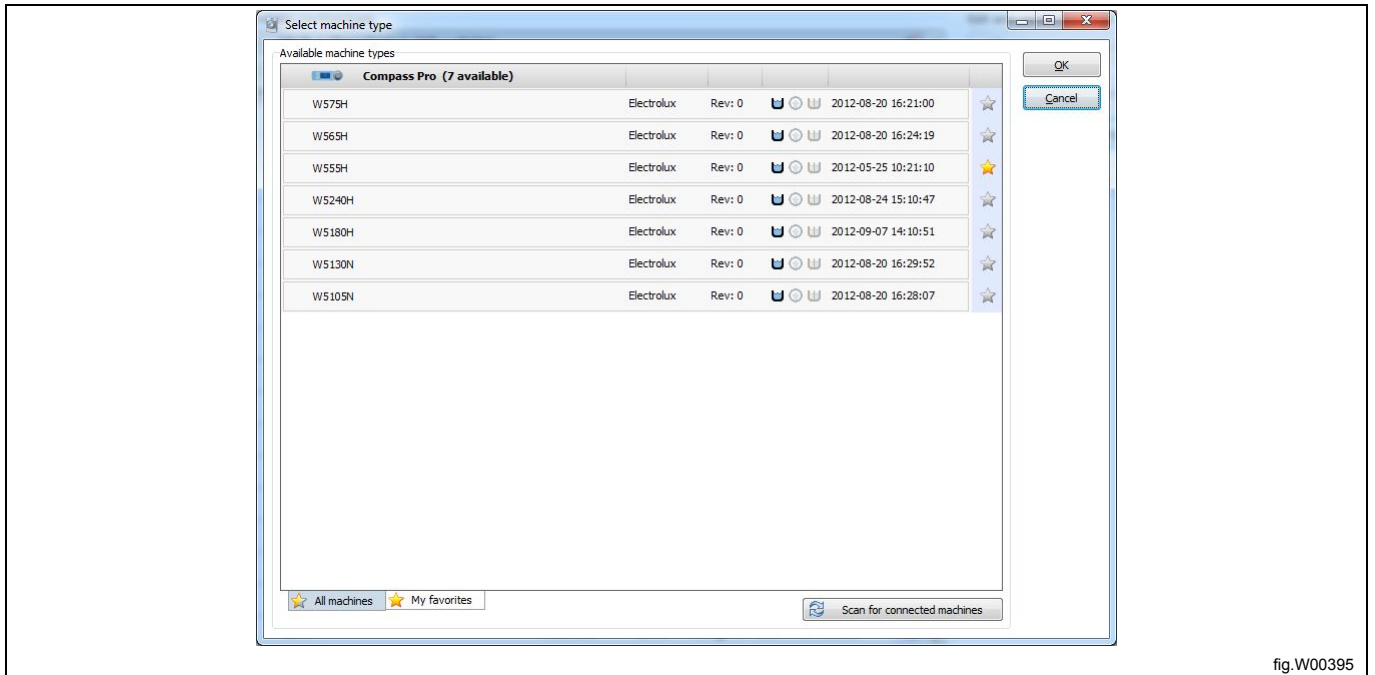 Select machine type
Available machine types
OK
Compass Pro (7 available)
W575H Electrolux Rev: 0 2012-08-20 16:21:00
Cancel
W565H Electrolux Rev: 0 2012-08-20 16:24:19
W555H Electrolux Rev: 0 2012-05-25 10:21:10
W5240H Electrolux Rev: 0 2012-08-24 15:10:47
W5180H Electrolux Rev: 0 2012-09-07 14:10:51
W5130N Electrolux Rev: 0 2012-08-20 16:29:52
W5105N Electrolux Rev: 0 2012-08-20 16:28:07
All machines My favorites
Scan for connected machines
fig.W00395